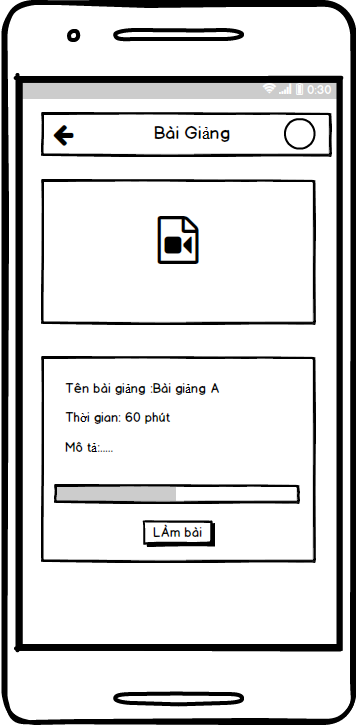 0:30
Bài Giảng
Tên bài giảng :Bài giảng A
Thời gian: 60 phút
Mô tả:.....
LÀm bài